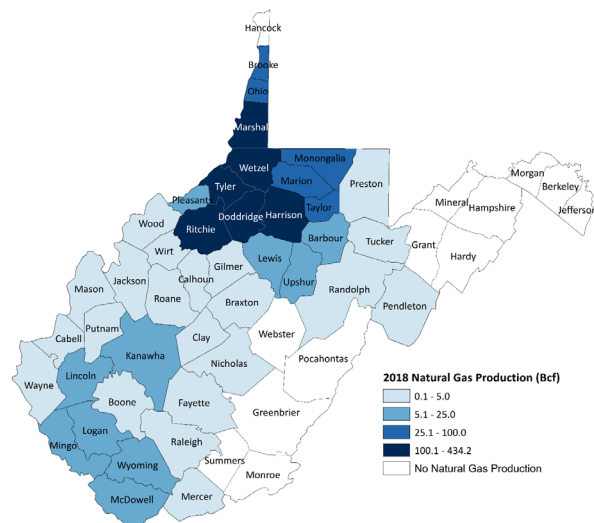 Hancock
Brooke
Ohio
Marshal
Wetzel
Monongalia
Marion
Preston
Tyler
Pleasants
Taylor
Doddridge
Harrison
Ritchie
Wood
Barbour
Wirt
Lewis
Tucker
Gilmer
Upshur
Calhoun
Jackson
Mason
Roane
Braxton
Randolph
Pendleton
Morgan
Berkeley
Mineral
Hampshire
Jefferson
Grant
Hardy
Putnam
Cabell
Clay
Webster
Kanawha
Pocahontas
Nicholas
Lincoln
Wayne
Boone
Fayette
Greenbrier
Logan
Mingo
Raleigh
Wyoming
Summers
Monroe
McDowell
Mercer
2018 Natural Gas Production (Bcf)
0.1 - 5.0
5.1 - 25.0
25.1 - 100.0
100.1 - 434.2
No Natural Gas Production